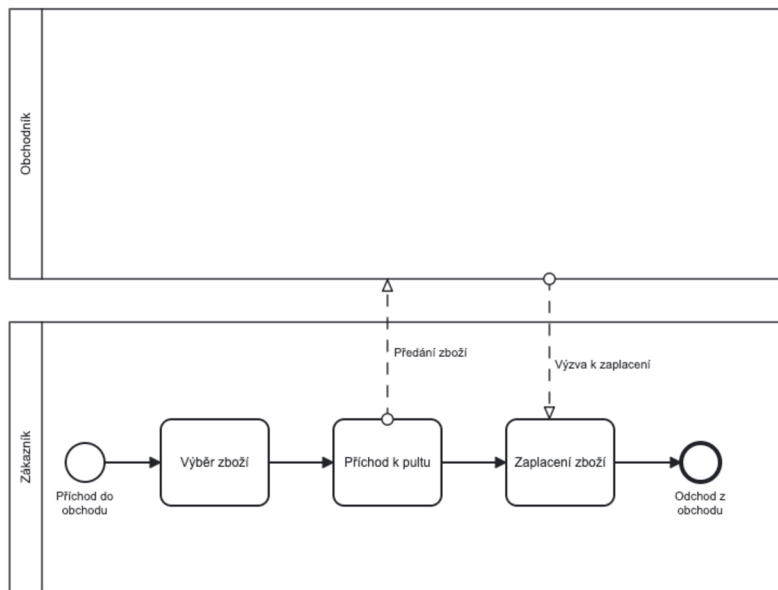 Obchodník
Předání zboží
Výzva k zaplacení
Zákazník
Výběr zboží
Příchod k pultu
Zaplacení zboží
Příchod do
obchodu
Odchod z
obchodu